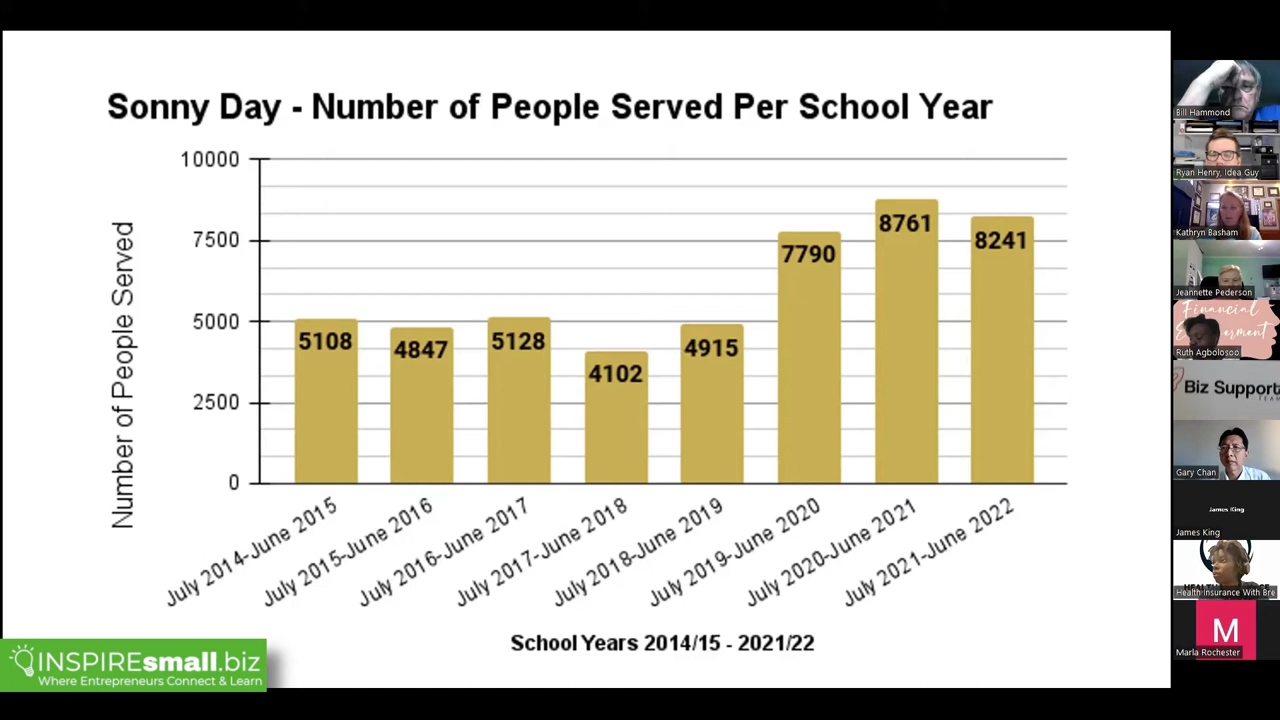 Sonny Day - Number of People Served Per School Year
Number of People Served
10000
7500
5000
2500
0
5108
4847
5128
4102
4915
7790
8761
8241
July 2014-June 2015
July 2015-June 2016
July 2016-June 2017
July 2017-June 2018
July 2018-June 2019
July 2019-June 2020
July 2020-June 2021
July 2021-June 2022
School Years 2014/15 - 2021/22
INSPIREsmall.biz
Where Entrepreneurs Connect & Learn
Bill Hammond
Ryan Henry, Idea Guy
Kathryn Basham
Jeannette Pederson
Financial
Ruth Agbolosoo
Biz Support
TEAM
Gary Chan
James King
James King
Health Insurance With Bre
M
Marla Rochester